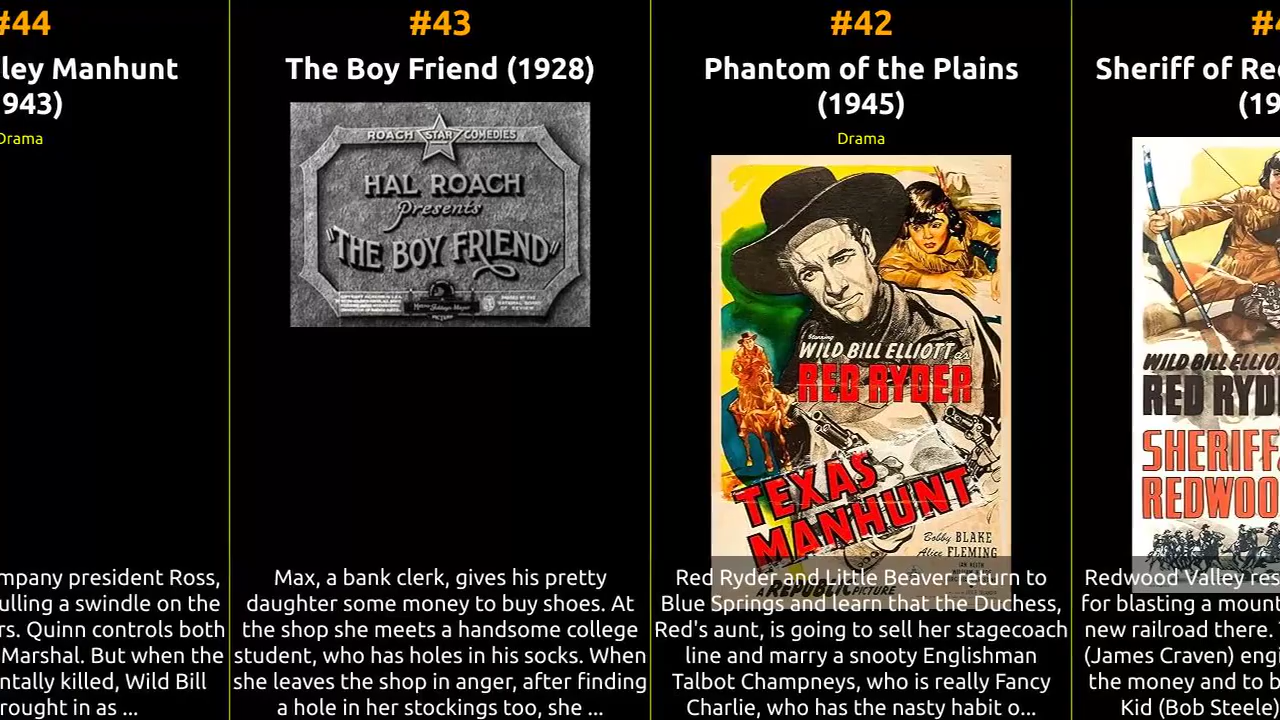 #44
ley Manhunt
943)
Drama
mpany president Ross,
ulling a swindle on the
rs. Quinn controls both
Marshal. But when the
ntally killed, Wild Bill
rought in as ...
#43
The Boy Friend (1928)
ROACH STAR COMEDIES
HAL ROACH
Presents
"THE BOY FRIEND"
Metro-Goldwyn-Mayer
PICTURE
Max, a bank clerk, gives his pretty
daughter some money to buy shoes. At
the shop she meets a handsome college
student, who has holes in his socks. When
she leaves the shop in anger, after finding
a hole in her stockings too, she ...
#42
Phantom of the Plains
(1945)
Drama
Starring
WILD BILL ELLIOTT as
RED RYDER
TEXAS
MANHUNT
Bobby BLAKE
Alice FLEMING
A REPUBLIC PICTURE
Red Ryder and Little Beaver return to
Blue Springs and learn that the Duchess,
Red's aunt, is going to sell her stagecoach
line and marry a snooty Englishman
Talbot Champneys, who is really Fancy
Charlie, who has the nasty habit o...
#4
Sheriff of Re
(19
WILD BILL ELLIO
RED RYD
SHERIFF
REDWOO
Redwood Valley res
for blasting a mount
new railroad there.
(James Craven) engi
the money and to b
Kid (Bob Steele)